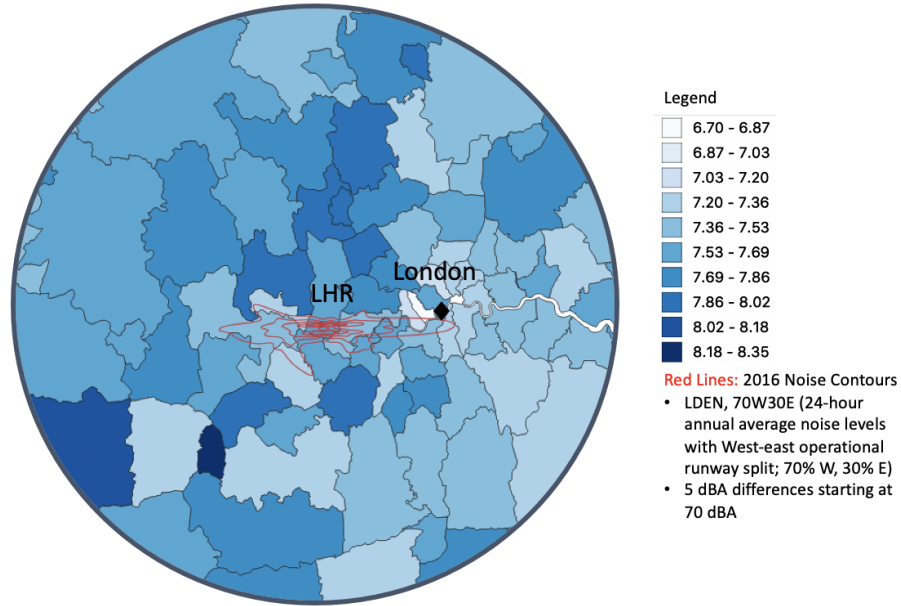 London
LHR
Legend
6.70 - 6.87
6.87 - 7.03
7.03 - 7.20
7.20 - 7.36
7.36 - 7.53
7.53 - 7.69
7.69 - 7.86
7.86 - 8.02
8.02 - 8.18
8.18 - 8.35
Red Lines: 2016 Noise Contours
• LDEN, 70W30E (24-hour
annual average noise levels
with West-east operational
runway split; 70% W, 30% E)
• 5 dBA differences starting at
70 dBA